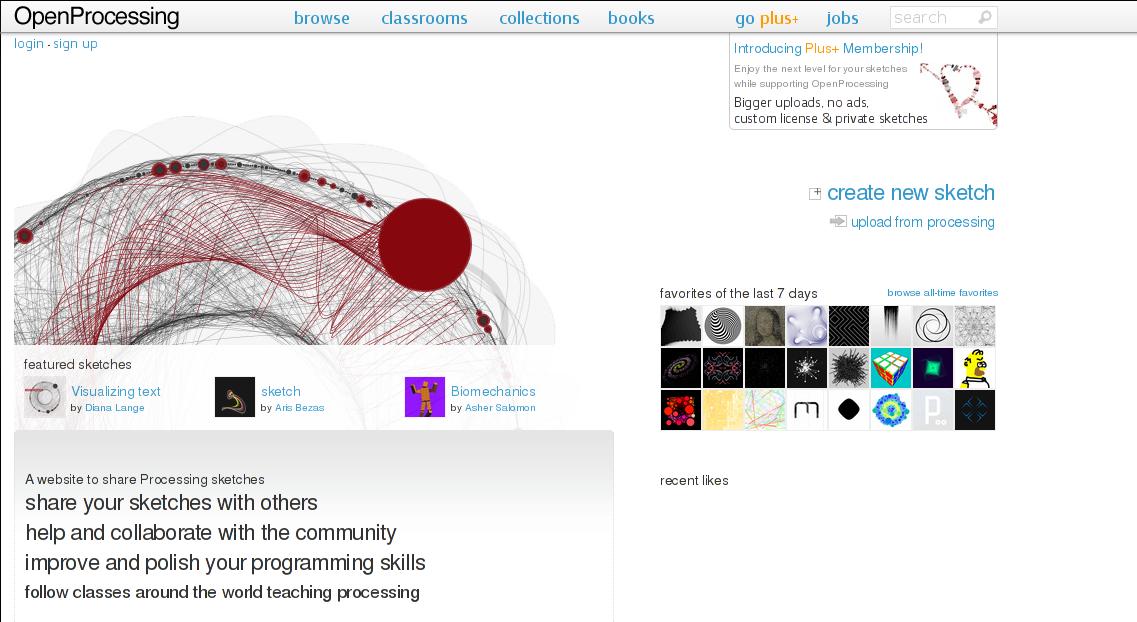 OpenProcessing
browse classrooms collections books go plus+ jobs search
login - sign up
Introducing Plus+ Membership!
Enjoy the next level for your sketches
while supporting OpenProcessing
Bigger uploads, no ads,
custom license & private sketches
create new sketch
upload from processing
favorites of the last 7 days browse all-time favorites
featured sketches
Visualizing text
by Diana Lange
sketch
by Aris Bezas
Biomechanics
by Asher Salomon
A website to share Processing sketches
share your sketches with others
help and collaborate with the community
improve and polish your programming skills
follow classes around the world teaching processing
recent likes